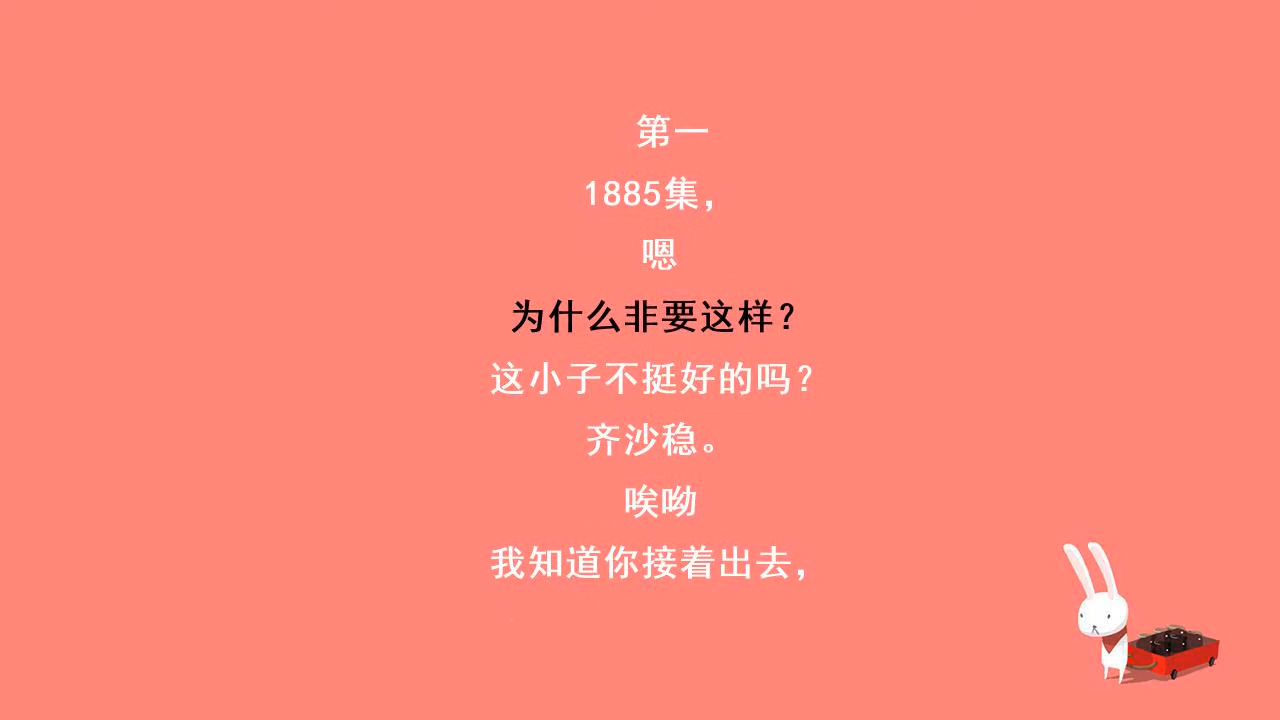 第一
1885集，
嗯
为什么非要这样？
这小子不挺好的吗？
齐沙稳。
唉呦
我知道你接着出去，